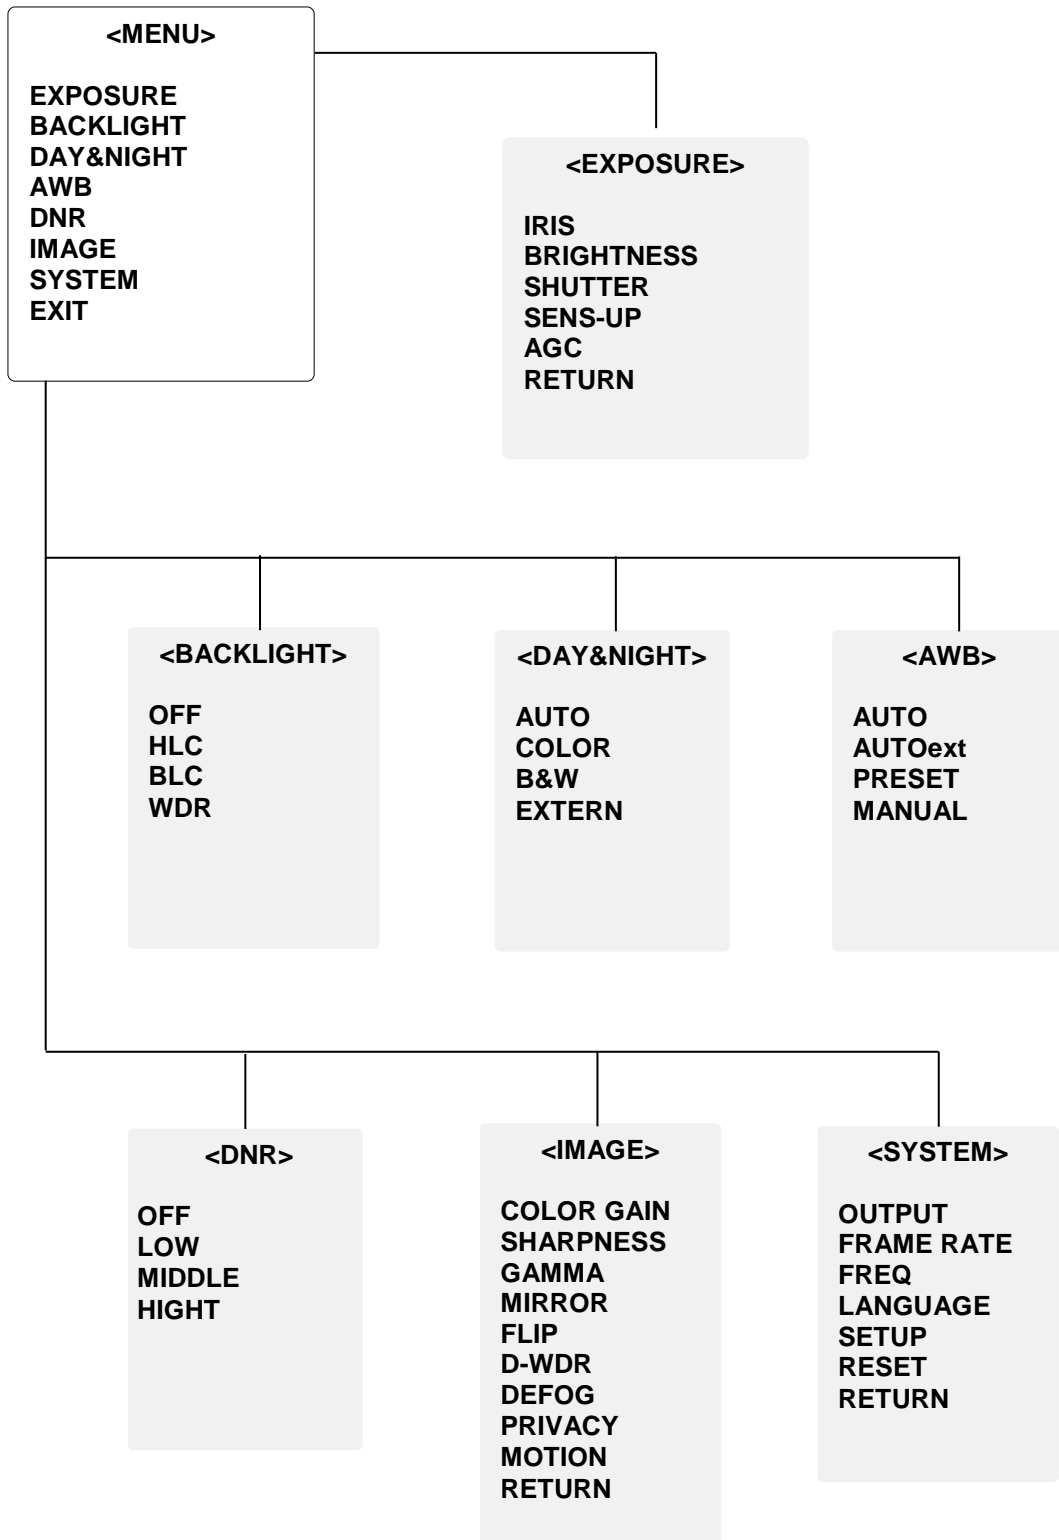 <MENU>
EXPOSURE
BACKLIGHT
DAY&NIGHT
AWB
DNR
IMAGE
SYSTEM
EXIT
<EXPOSURE>
IRIS
BRIGHTNESS
SHUTTER
SENS-UP
AGC
RETURN
<BACKLIGHT>
OFF
HLC
BLC
WDR
<DAY&NIGHT>
AUTO
COLOR
B&W
EXTERN
<AWB>
AUTO
AUTOext
PRESET
MANUAL
<DNR>
OFF
LOW
MIDDLE
HIGHT
<IMAGE>
COLOR GAIN
SHARPNESS
GAMMA
MIRROR
FLIP
D-WDR
DEFOG
PRIVACY
MOTION
RETURN
<SYSTEM>
OUTPUT
FRAME RATE
FREQ
LANGUAGE
SETUP
RESET
RETURN